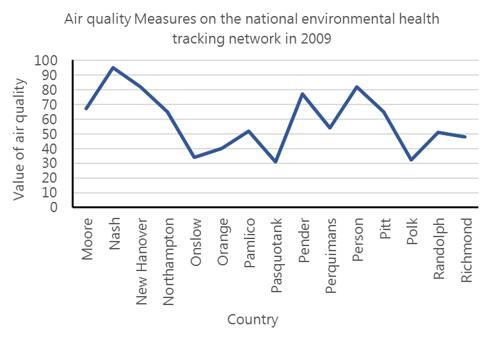 Air quality Measures on the national environmental health
tracking network in 2009
Value of air quality
100
90
80
70
60
50
40
30
20
10
0
Moore
Nash
New Hanover
Northampton
Onslow
Orange
Pamlico
Pasquotank
Pender
Perquimans
Person
Pitt
Polk
Randolph
Richmond
Country